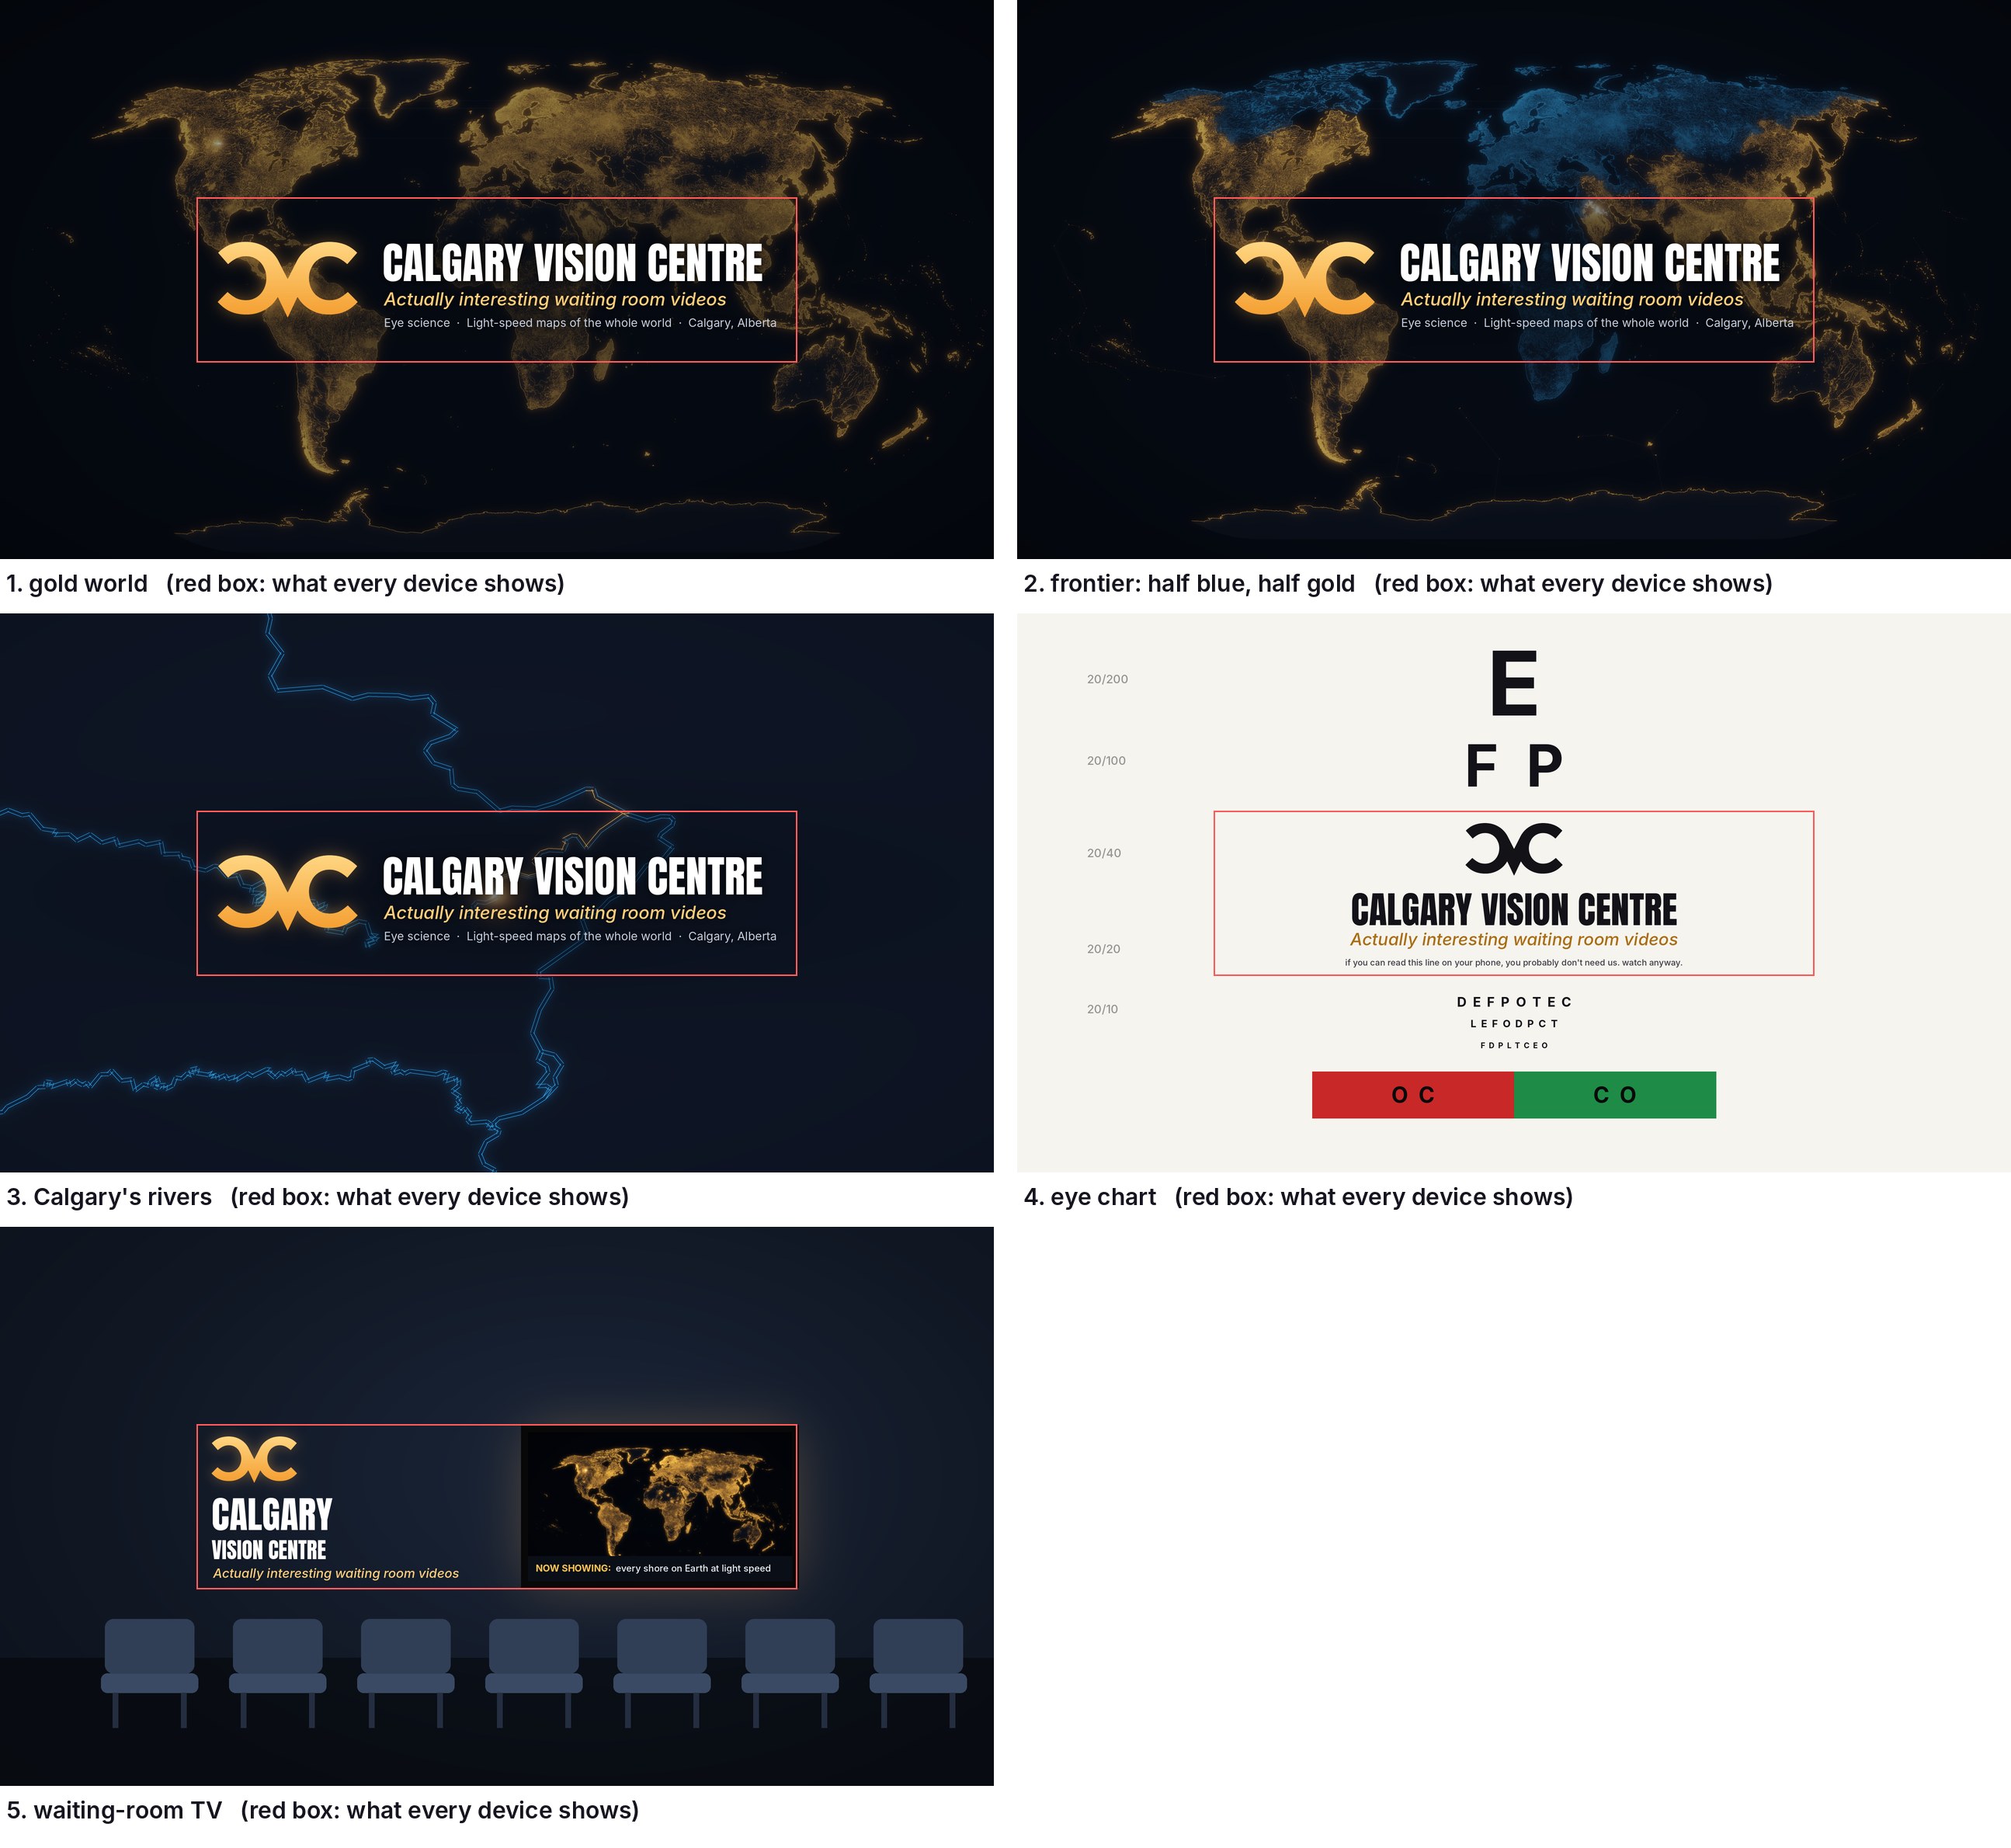 CALGARY VISION CENTRE
Actually interesting waiting room videos
Eye science · Light-speed maps of the whole world · Calgary, Alberta
1. gold world (red box: what every device shows)
CALGARY VISION CENTRE
Actually interesting waiting room videos
Eye science · Light-speed maps of the whole world · Calgary, Alberta
2. frontier: half blue, half gold (red box: what every device shows)
CALGARY VISION CENTRE
Actually interesting waiting room videos
Eye science · Light-speed maps of the whole world · Calgary, Alberta
3. Calgary's rivers (red box: what every device shows)
20/200 E
20/100 F P
20/40
CALGARY VISION CENTRE
Actually interesting waiting room videos
20/20
if you can read this line on your phone, you probably don't need us. watch anyway.
20/10 D E F P O T E C
L E F O D P C T
F D P L T C E O
O C C O
4. eye chart (red box: what every device shows)
CALGARY
VISION CENTRE
Actually interesting waiting room videos
NOW SHOWING: every shore on Earth at light speed
5. waiting-room TV (red box: what every device shows)